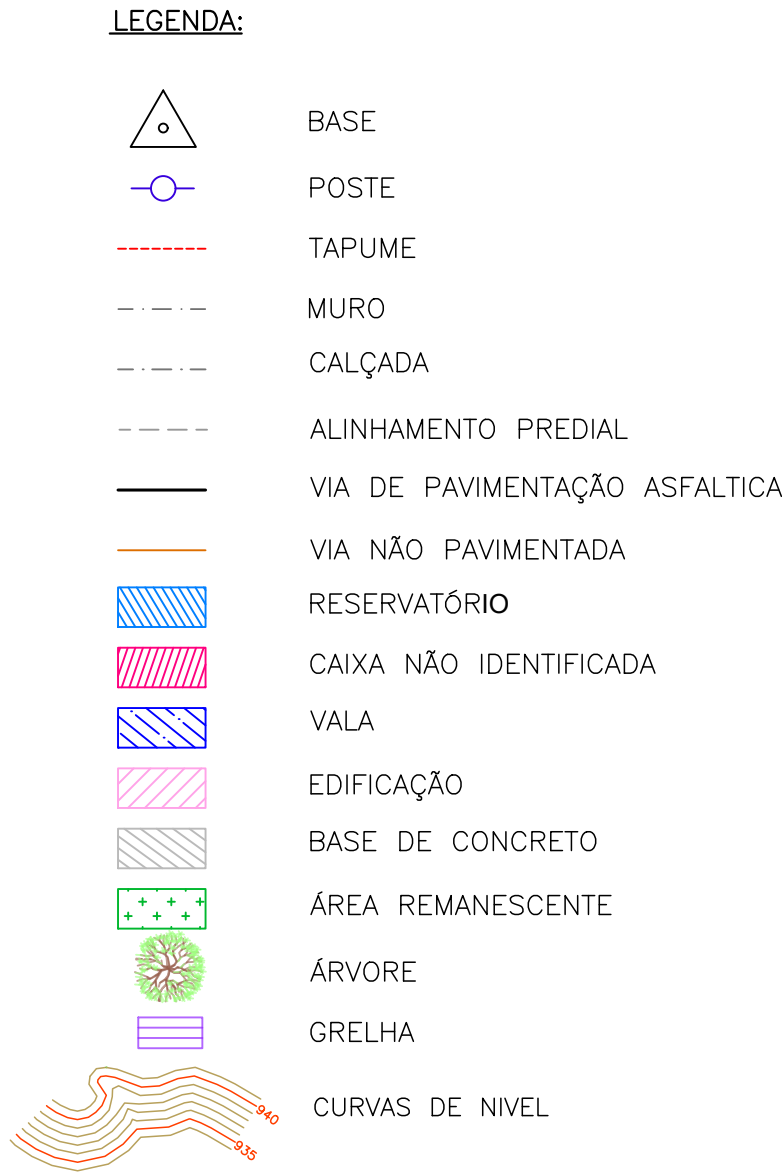 LEGENDA:
BASE
POSTE
TAPUME
MURO
CALÇADA
ALINHAMENTO PREDIAL
VIA DE PAVIMENTAÇÃO ASFALTICA
VIA NÃO PAVIMENTADA
RESERVATÓRIO
CAIXA NÃO IDENTIFICADA
VALA
EDIFICAÇÃO
BASE DE CONCRETO
ÁREA REMANESCENTE
ÁRVORE
GRELHA
940
CURVAS DE NIVEL
935